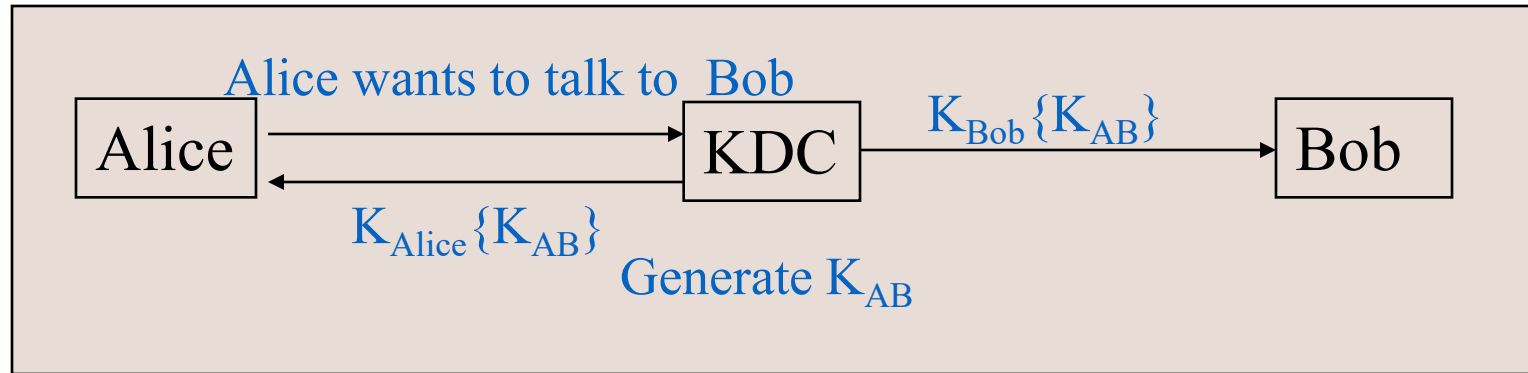 Alice wants to talk to Bob
Alice
KDC
K_Bob{K_AB}
Bob
K_Alice{K_AB}
Generate K_AB